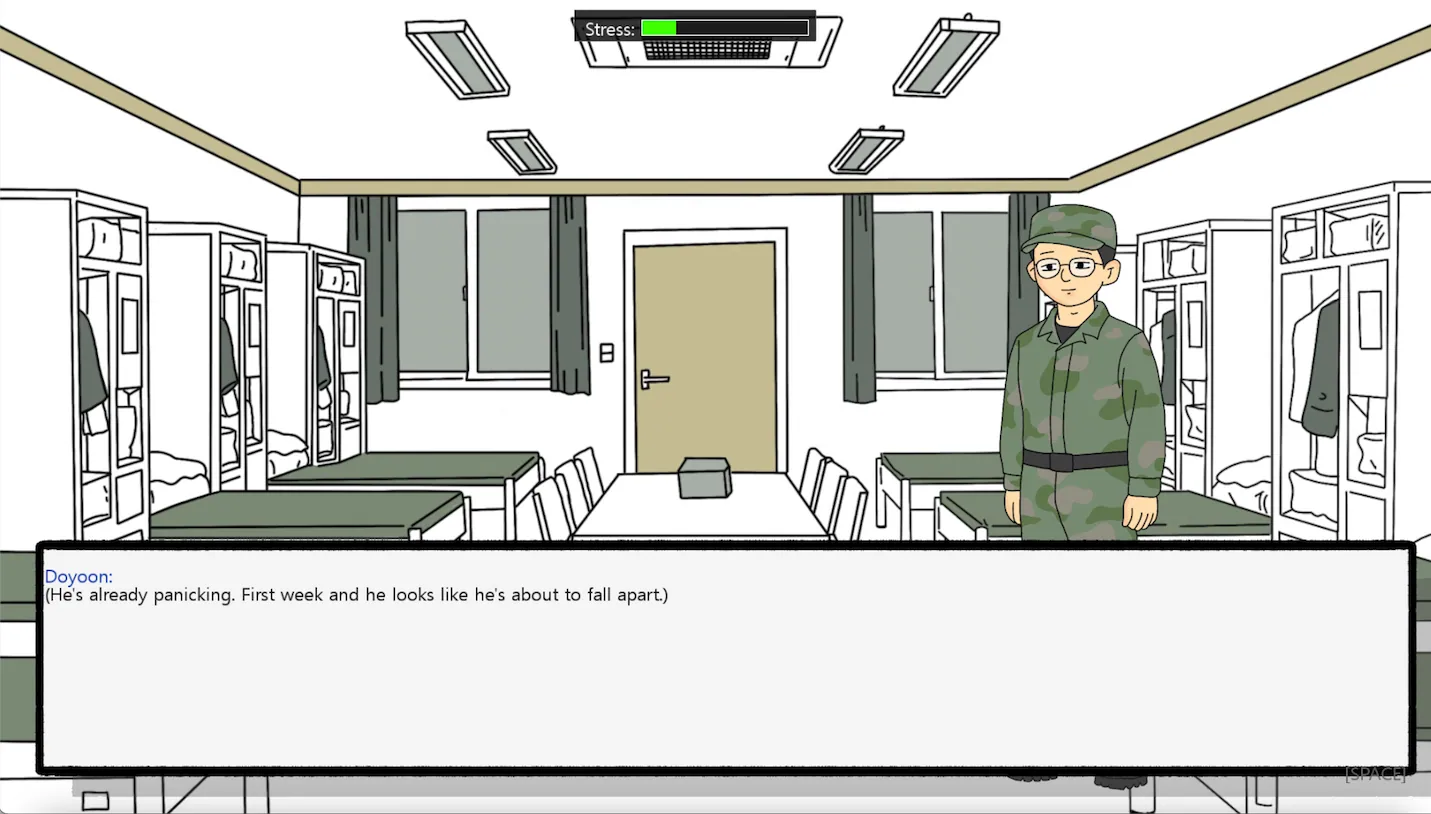 Stress:
Doyoon:
(He's already panicking. First week and he looks like he's about to fall apart.)
[SPACE]